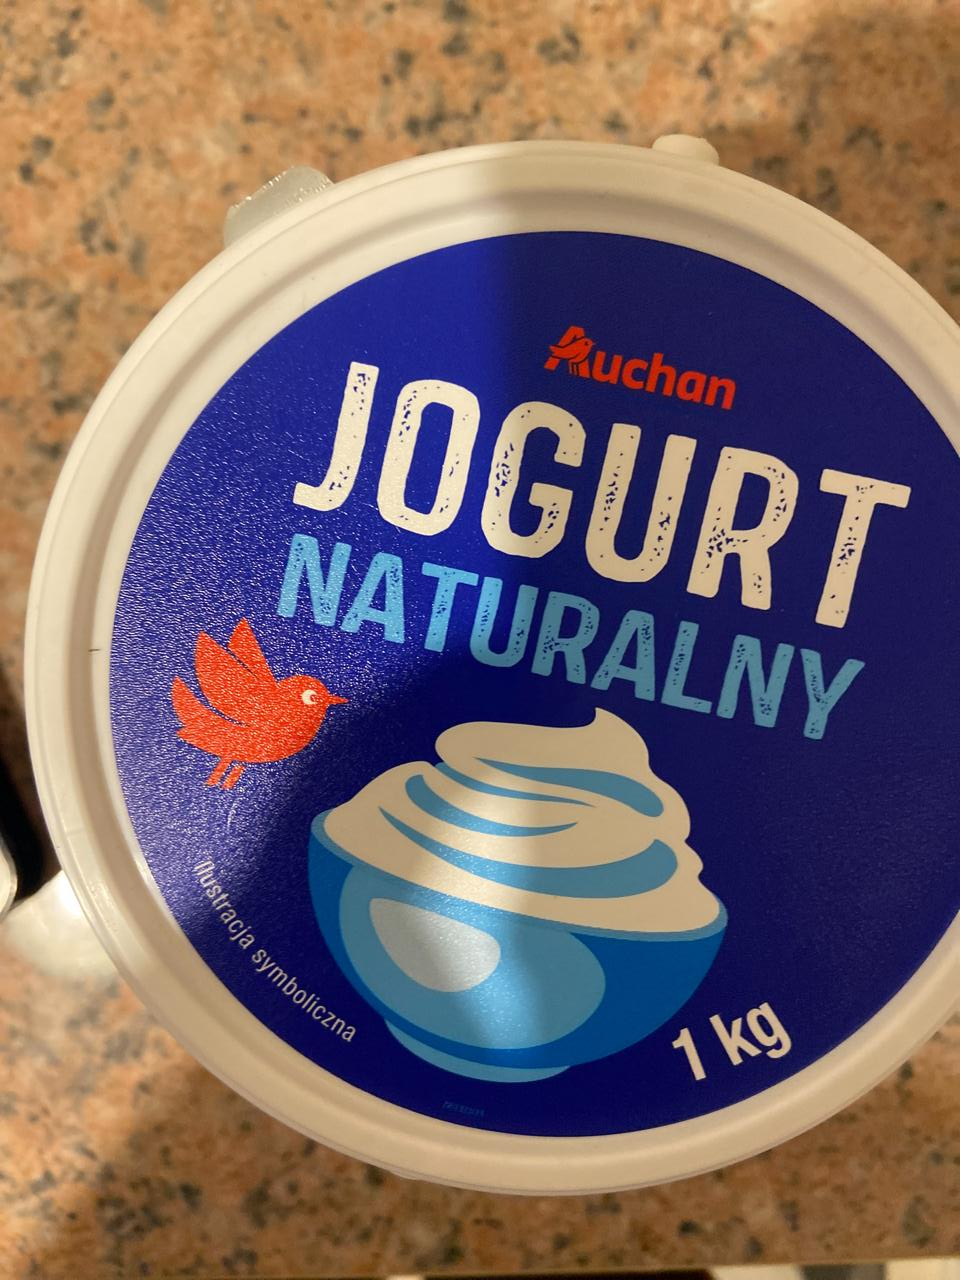 Auchan
JOGURT
NATURALNY
Ilustracja symboliczna
1 kg